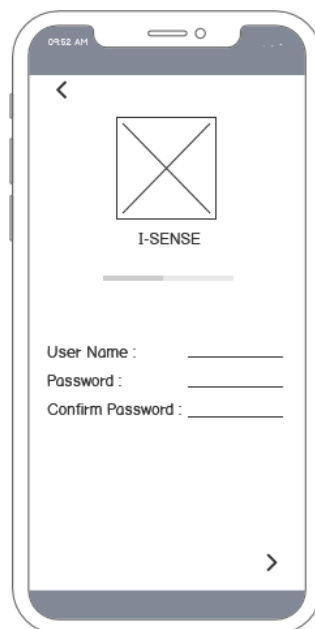 09:52 AM
I-SENSE
User Name :
Password :
Confirm Password :